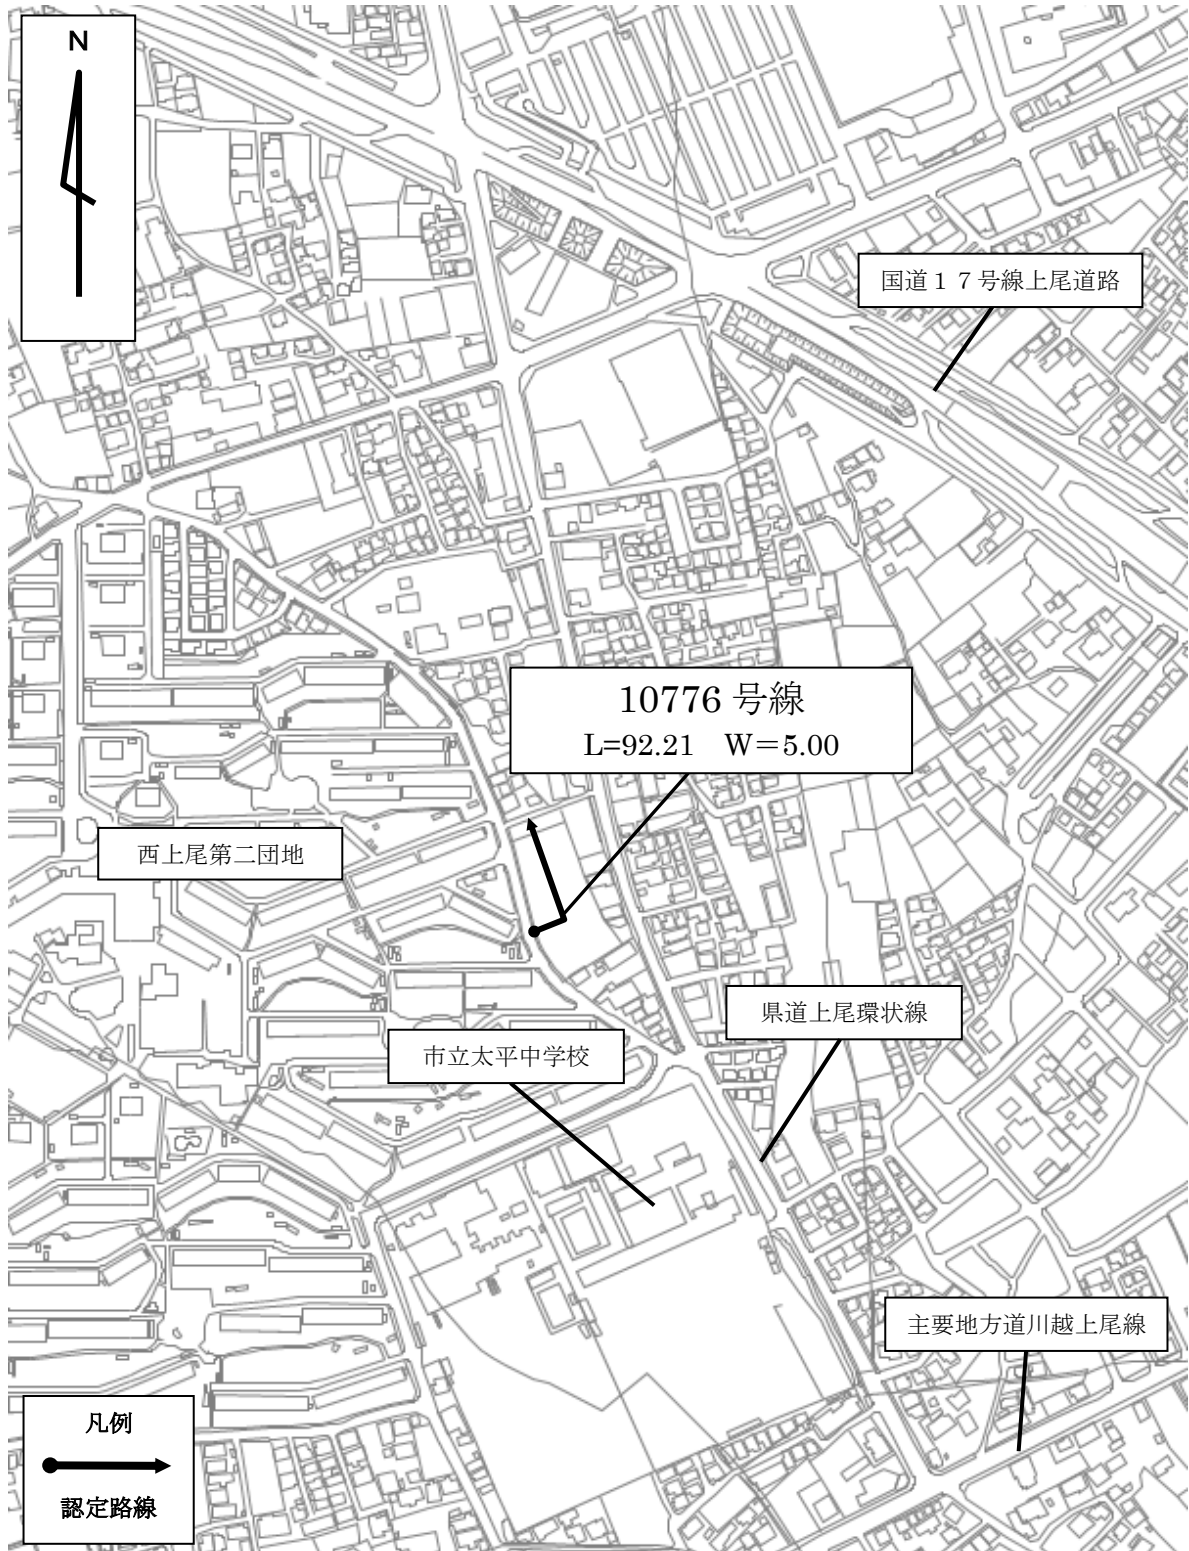 N
国道１７号線上尾道路
10776 号線
L=92.21　W＝5.00
西上尾第二団地
県道上尾環状線
市立太平中学校
主要地方道川越上尾線
凡例
認定路線